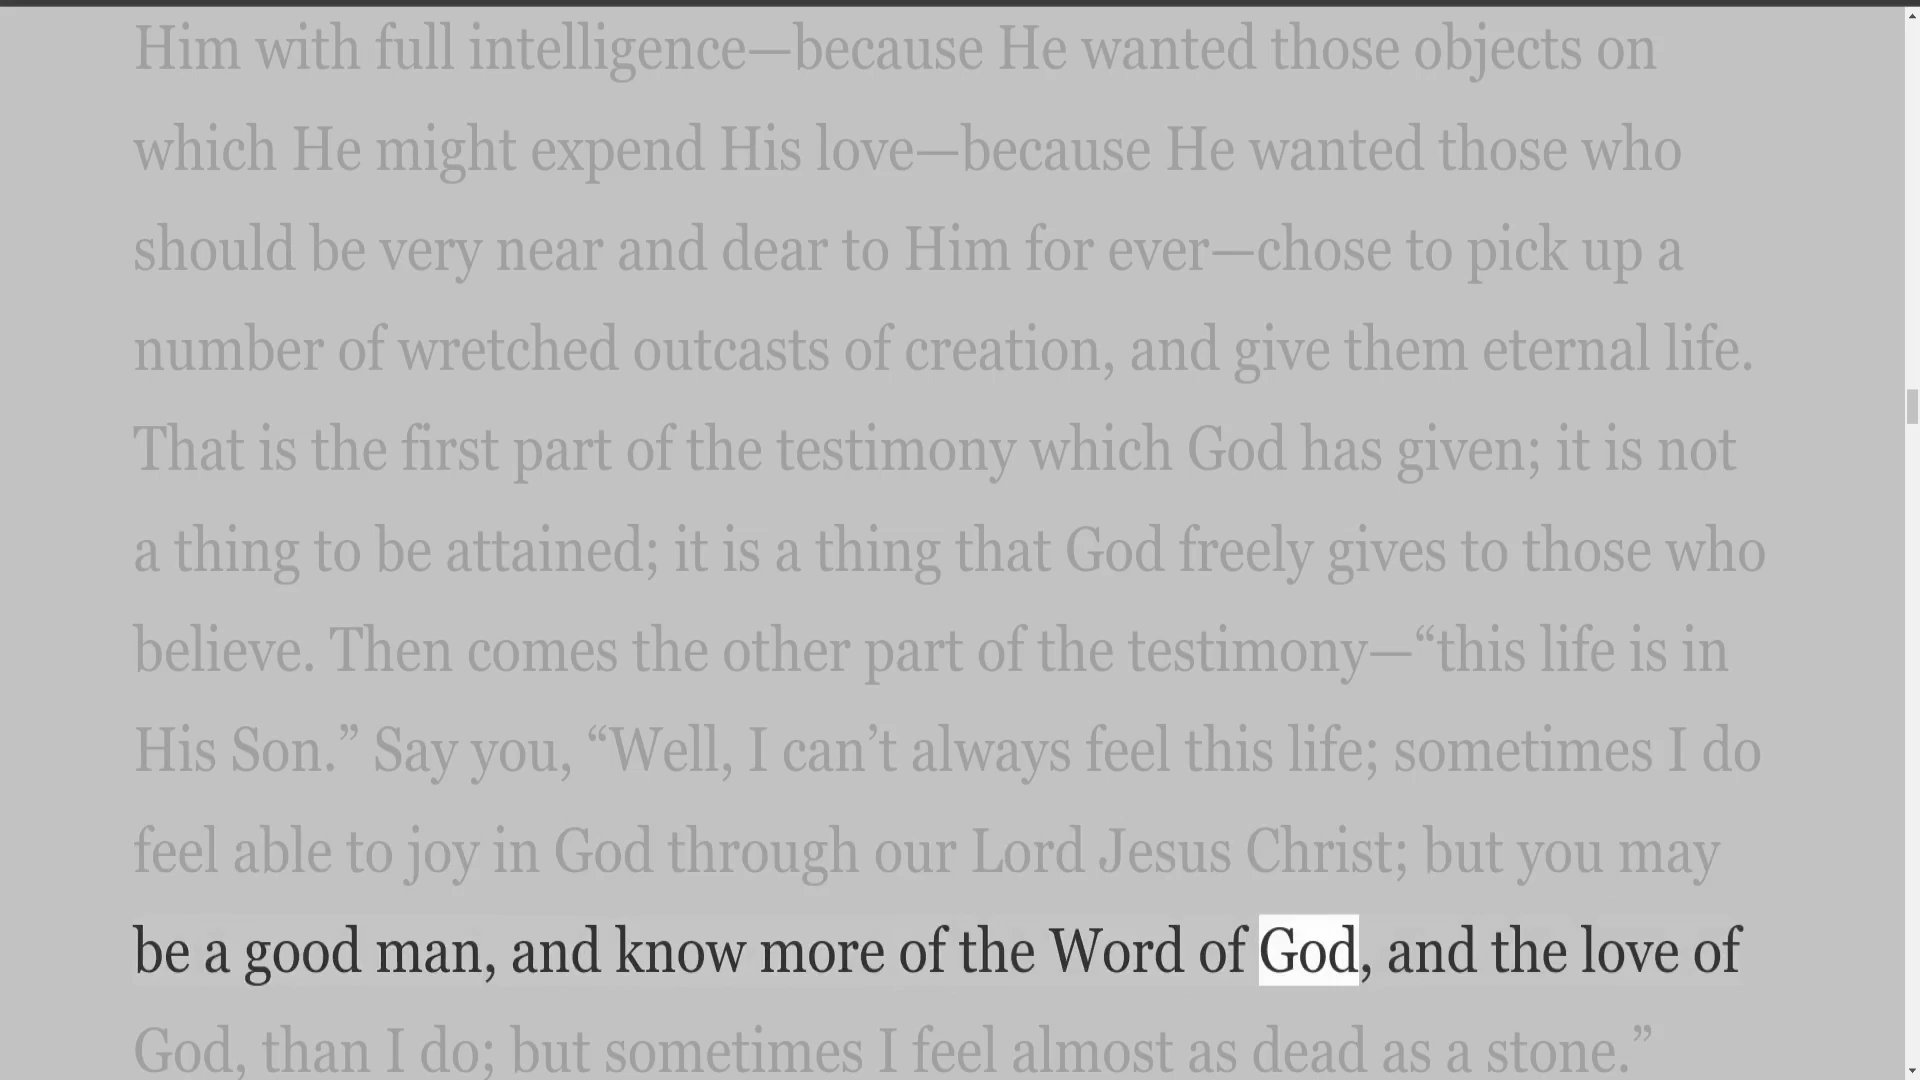 Him with full intelligence—because He wanted those objects on
which He might expend His love—because He wanted those who
should be very near and dear to Him for ever—chose to pick up a
number of wretched outcasts of creation, and give them eternal life.
That is the first part of the testimony which God has given; it is not
a thing to be attained; it is a thing that God freely gives to those who
believe. Then comes the other part of the testimony—“this life is in
His Son.” Say you, “Well, I can’t always feel this life; sometimes I do
feel able to joy in God through our Lord Jesus Christ; but you may
be a good man, and know more of the Word of God, and the love of
God, than I do; but sometimes I feel almost as dead as a stone.”